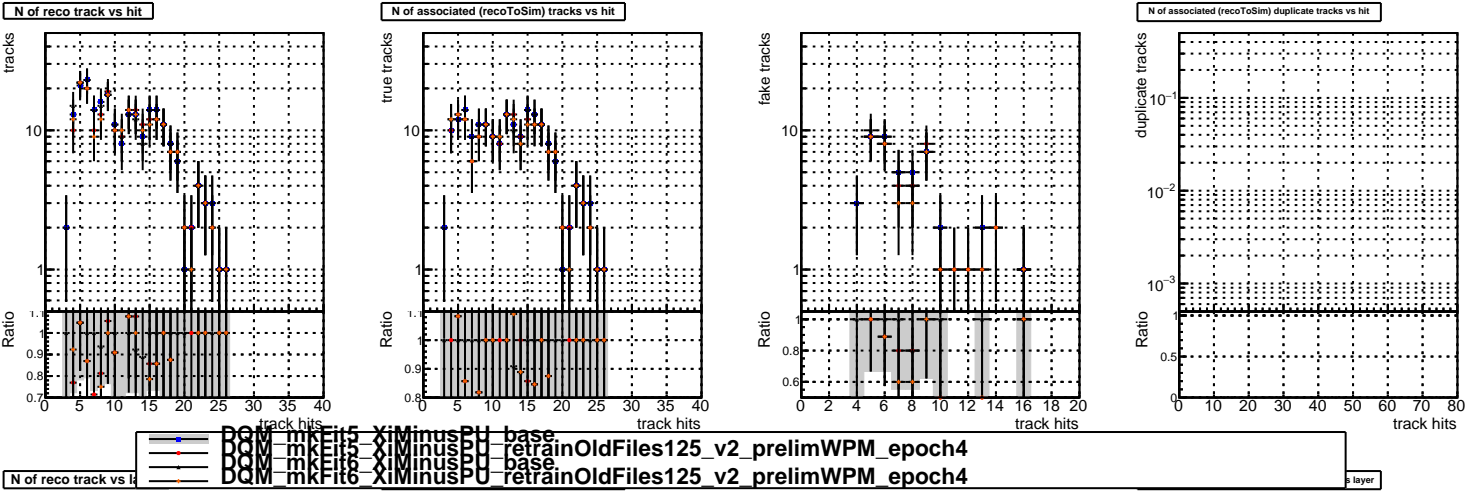 N of reco track vs hit
N of associated (recoToSim) tracks vs hit
N of associated (recoToSim) duplicate tracks vs hit
tracks
10
1
Ratio
1.1
1
0.9
0.8
0.7
0 5 10 15 20 25 30 35 40
track hits
true tracks
10
1
Ratio
1
0.9
0.8
0 5 10 15 20 25 30 35 40
track hits
fake tracks
10
1
Ratio
1
0.8
0.6
0 2 4 6 8 10 12 14 16 18 20
track hits
duplicate tracks
10−1
10−2
10−3
Ratio
1
0.5
0
0 10 20 30 40 50 60 70 80
track hits
DQM_mkFit5_XiMinusPU_base
DQM_mkFit5_XiMinusPU_retrainOldFiles125_v2_prelimWPM_epoch4
DQM_mkFit6_XiMinusPU_base
DQM_mkFit6_XiMinusPU_retrainOldFiles125_v2_prelimWPM_epoch4
N of reco track vs la
layer